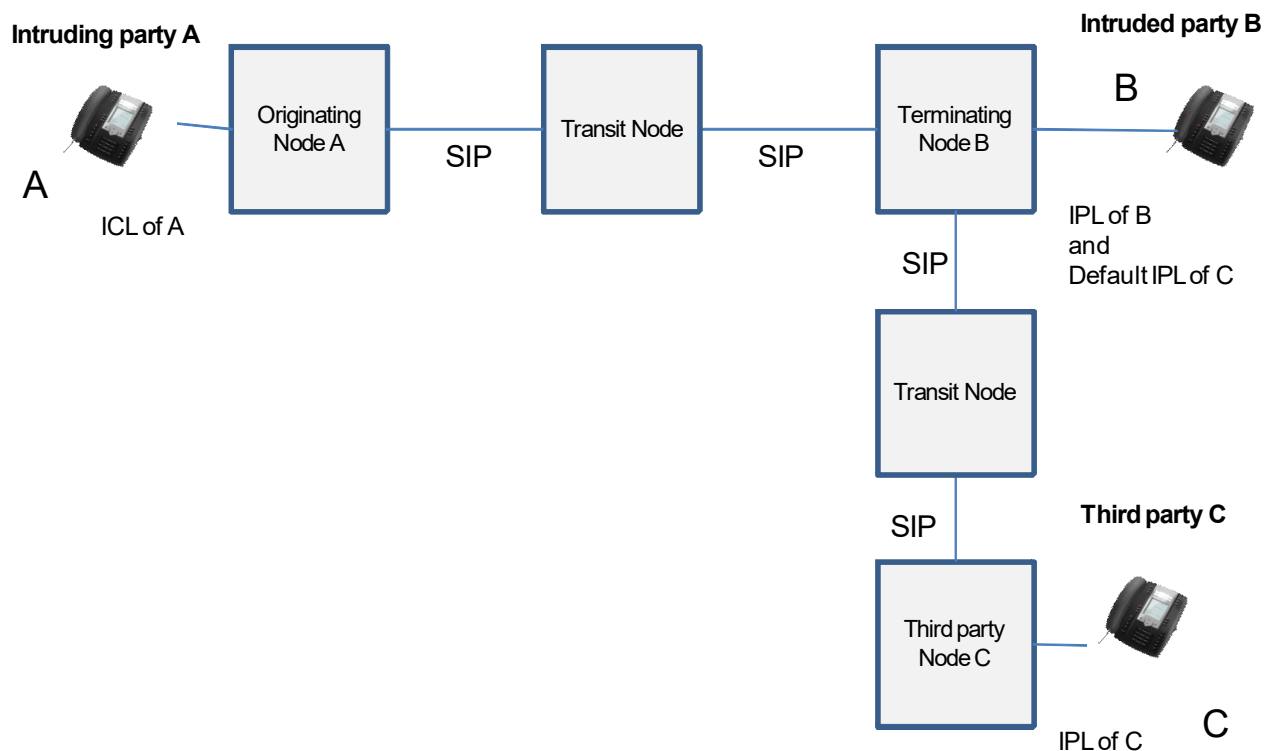 Intruding party A
Intruded party B
A
B
Originating
Node A
SIP
Transit Node
SIP
Terminating
Node B
ICL of A
IPL of B
and
Default IPL of C
SIP
Transit Node
SIP
Third party C
Third party
Node C
IPL of C
C